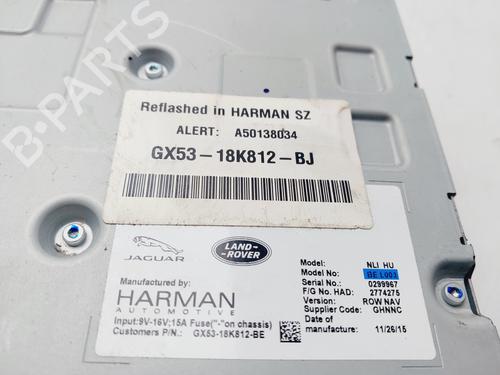 B-PARTS
Reflashed in HARMAN SZ
ALERT: A50138034
GX53-18K812-BJ
JAGUAR
LAND-ROVER
Manufactured by:
HARMAN
AUTOMOTIVE
Input:9V-16V;15A Fuse("-"on chassis)
Customers P/N.: GX53-18K812-BE
Model: NLI HU
Model No: BE L003
Serial No.: 0299967
F/G No. HAD: 2774275
Version: ROW NAV
Supplier Code: GHNNC
Date of
manufacture: 11/26/15